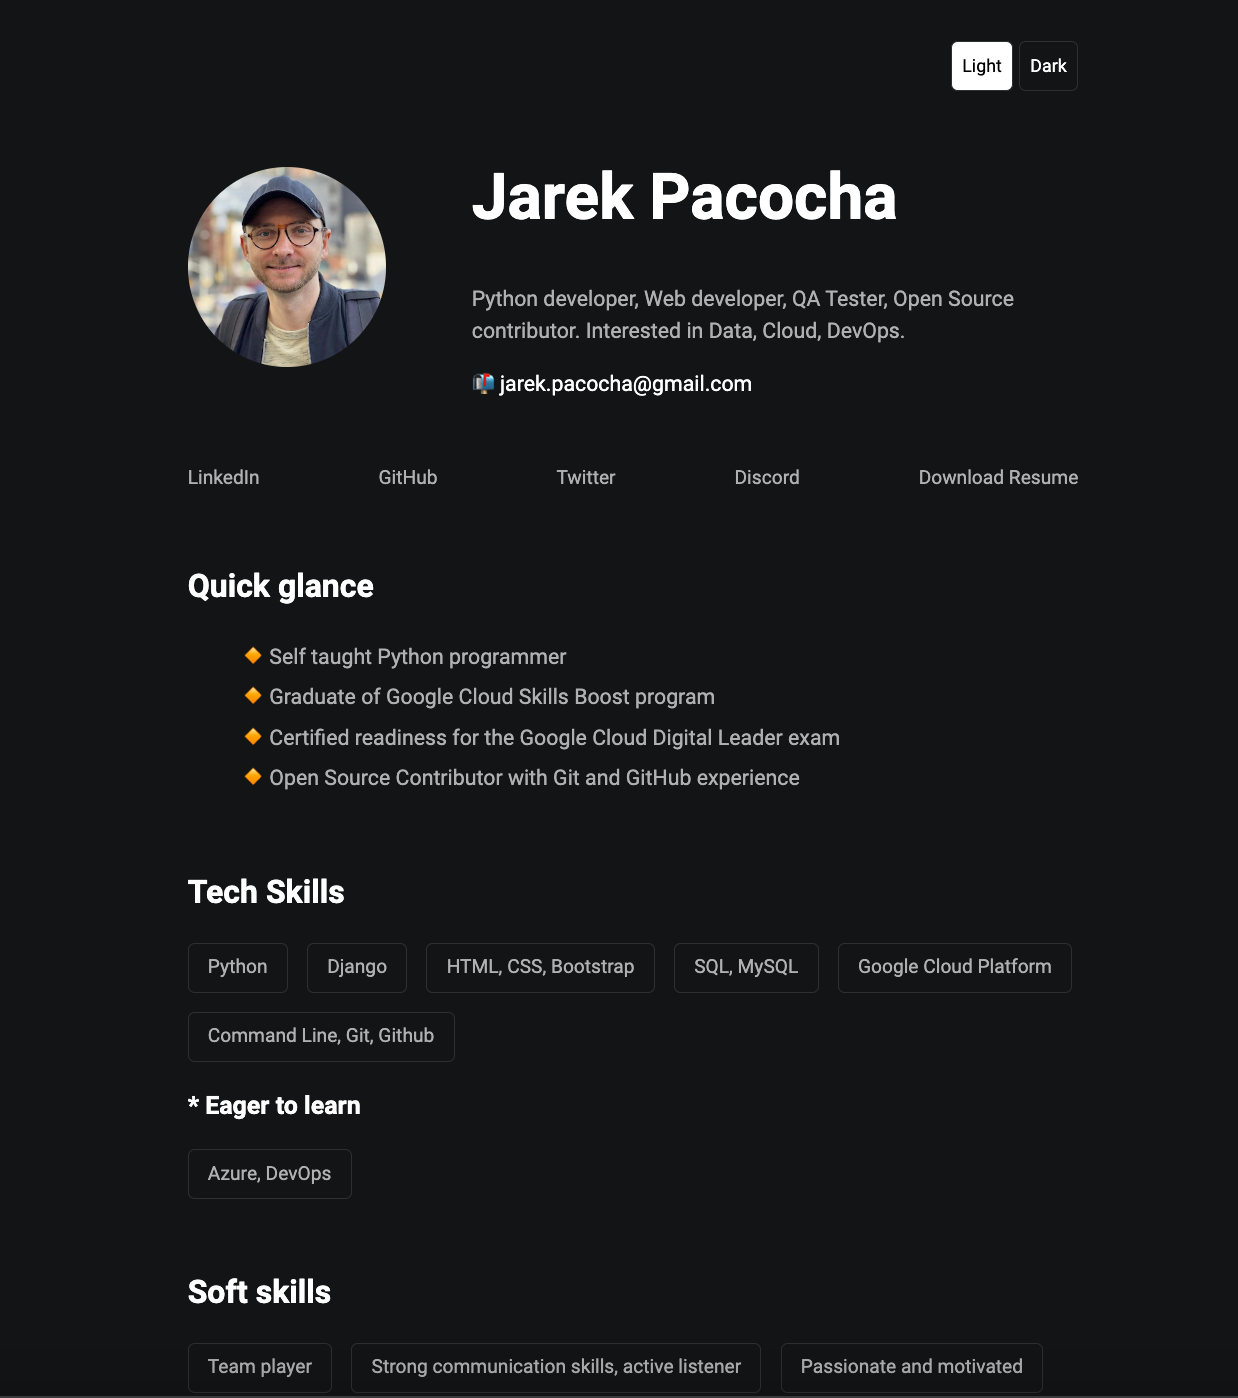 Light Dark
Jarek Pacocha
Python developer, Web developer, QA Tester, Open Source
contributor. Interested in Data, Cloud, DevOps.
jarek.pacocha@gmail.com
LinkedIn GitHub Twitter Discord Download Resume
Quick glance
Self taught Python programmer
Graduate of Google Cloud Skills Boost program
Certified readiness for the Google Cloud Digital Leader exam
Open Source Contributor with Git and GitHub experience
Tech Skills
Python Django HTML, CSS, Bootstrap SQL, MySQL Google Cloud Platform
Command Line, Git, Github
* Eager to learn
Azure, DevOps
Soft skills
Team player Strong communication skills, active listener Passionate and motivated